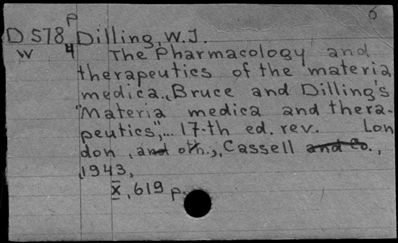 6
D 578 P Dilling, W.J.
W 4 The Pharmacology and
therapeutics of the materia
medica., Bruce and Dilling's
"Materia medica and thera-
peutics,"... 17-th ed. rev. Lon
don, and oth., Cassell and Co.,
1943,
X, 619 p.